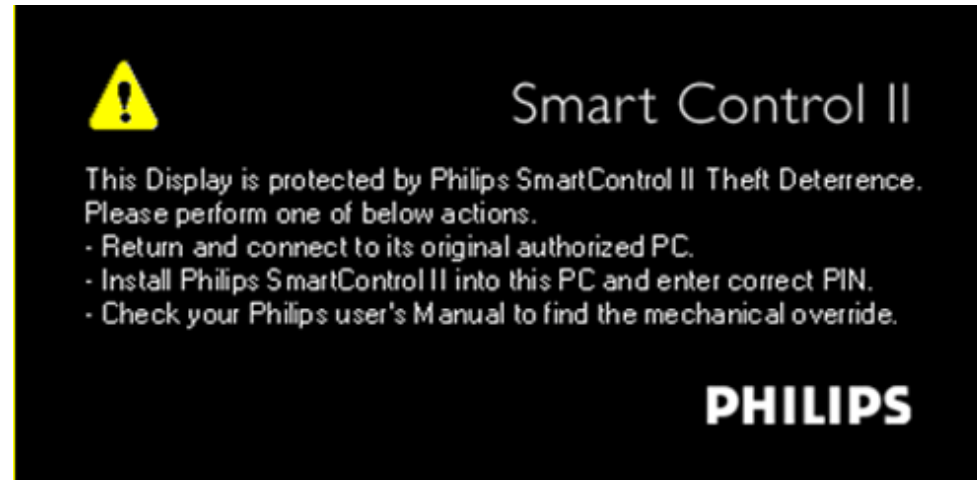 Smart Control II
This Display is protected by Philips SmartControl II Theft Deterrence.
Please perform one of below actions.
- Return and connect to its original authorized PC.
- Install Philips SmartControl II into this PC and enter correct PIN.
- Check your Philips user's Manual to find the mechanical override.
PHILIPS